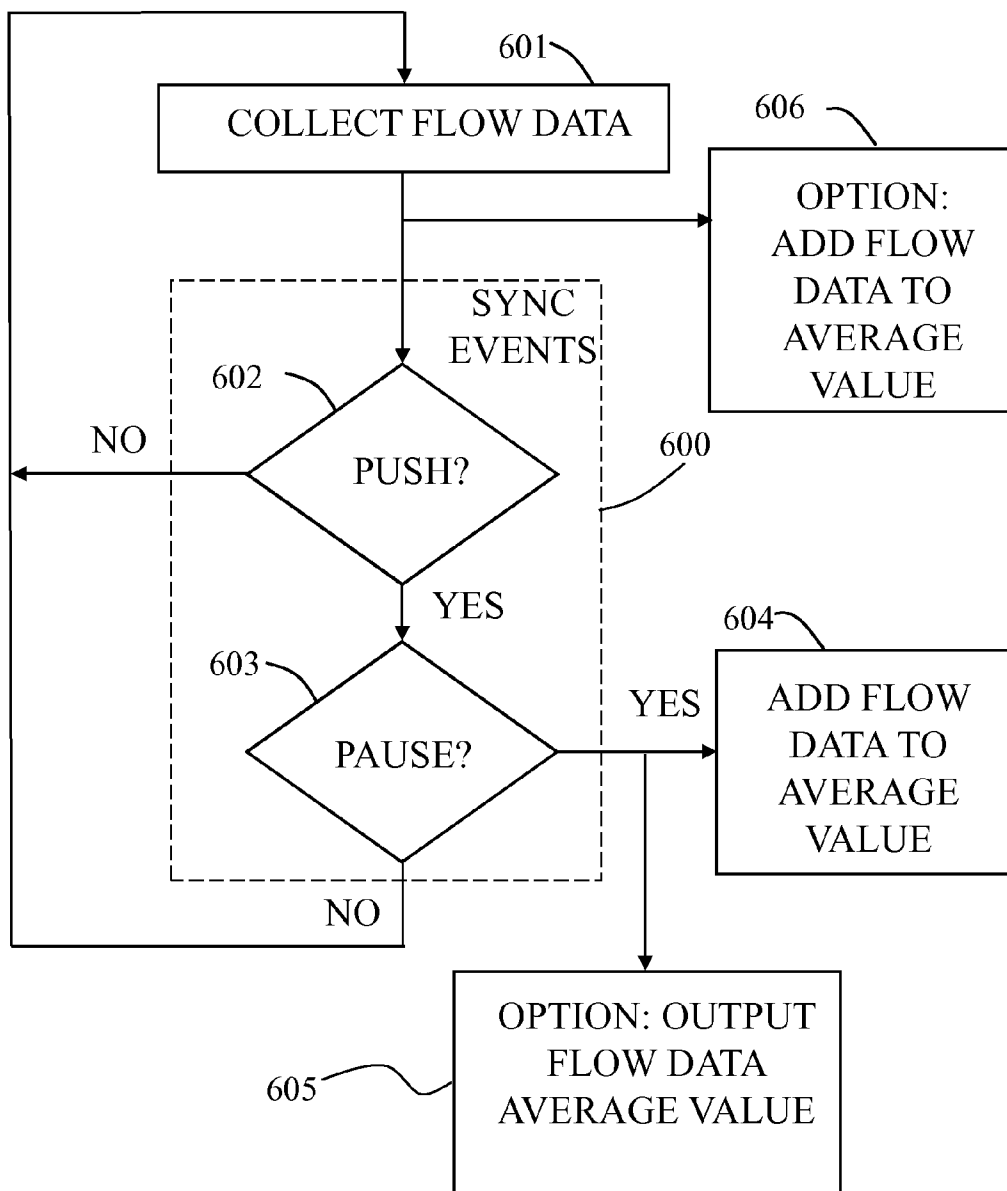 601
COLLECT FLOW DATA
606
OPTION:
ADD FLOW
DATA TO
AVERAGE
VALUE
SYNC
EVENTS
602
NO
PUSH?
600
YES
603
604
PAUSE?
YES
ADD FLOW
DATA TO
AVERAGE
VALUE
NO
605
OPTION: OUTPUT
FLOW DATA
AVERAGE VALUE